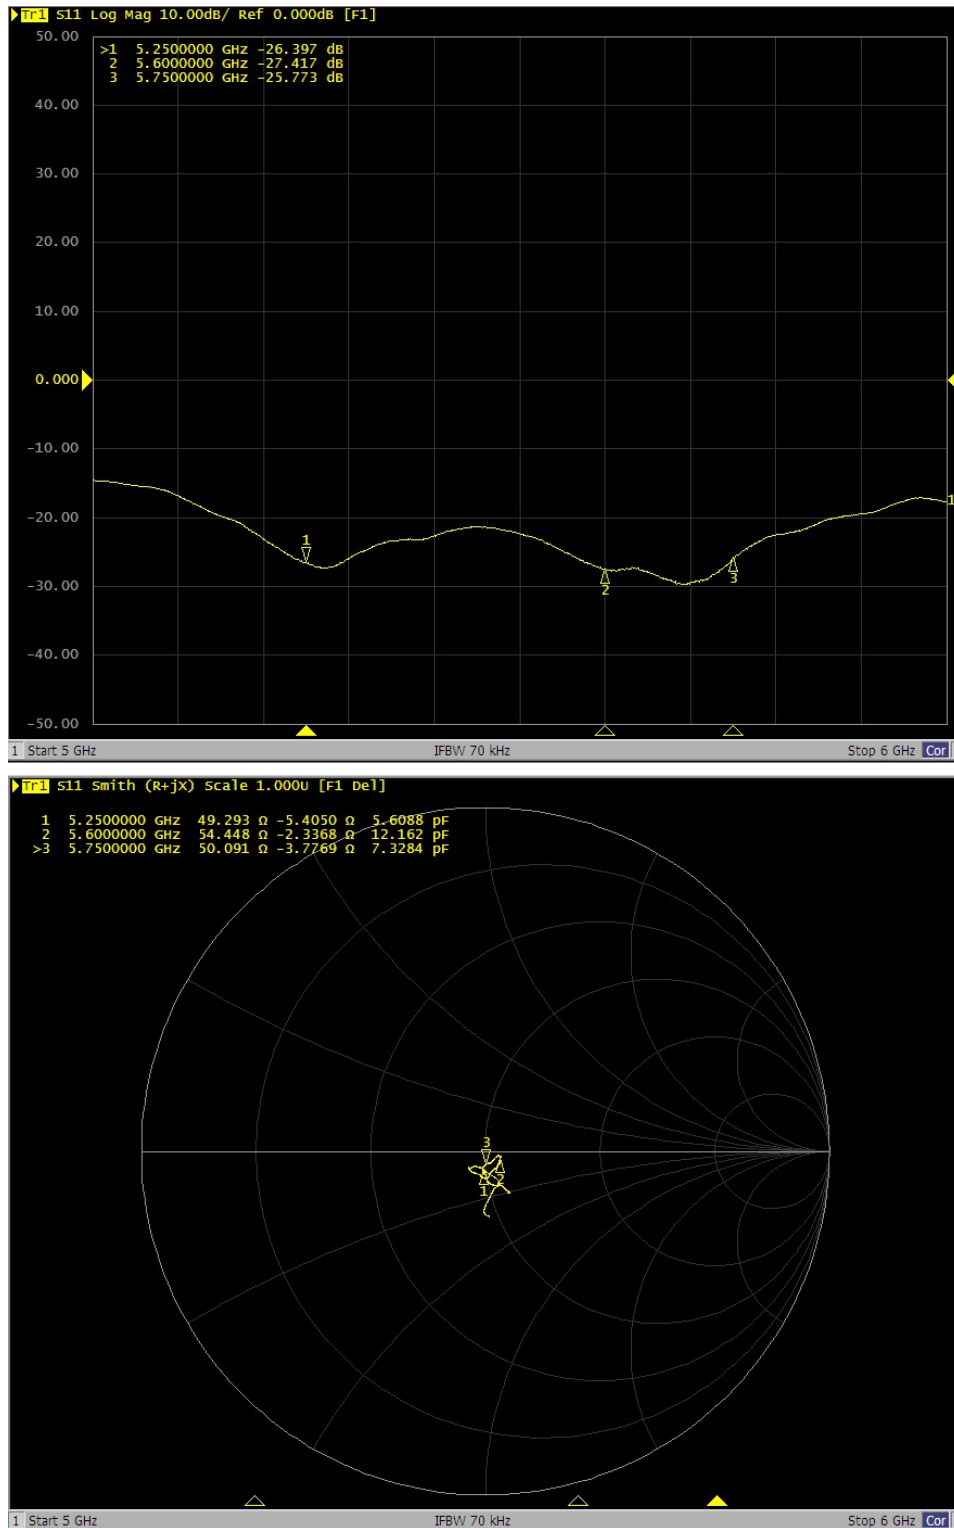 Tr1 S11 Log Mag 10.00dB/ Ref 0.000dB [F1]
50.00
>1 5.2500000 GHz -26.397 dB
2 5.6000000 GHz -27.417 dB
3 5.7500000 GHz -25.773 dB
40.00
30.00
20.00
10.00
0.000
-10.00
-20.00
1
1
-30.00
2
3
-40.00
-50.00
1 Start 5 GHz IFBW 70 kHz Stop 6 GHz Cor
Tr1 S11 Smith (R+jX) Scale 1.000U [F1 Del]
1 5.2500000 GHz 49.293 Ω -5.4050 Ω 5.6088 pF
2 5.6000000 GHz 54.448 Ω -2.3368 Ω 12.162 pF
>3 5.7500000 GHz 50.091 Ω -3.7769 Ω 7.3284 pF
3
2
1
1 Start 5 GHz IFBW 70 kHz Stop 6 GHz Cor